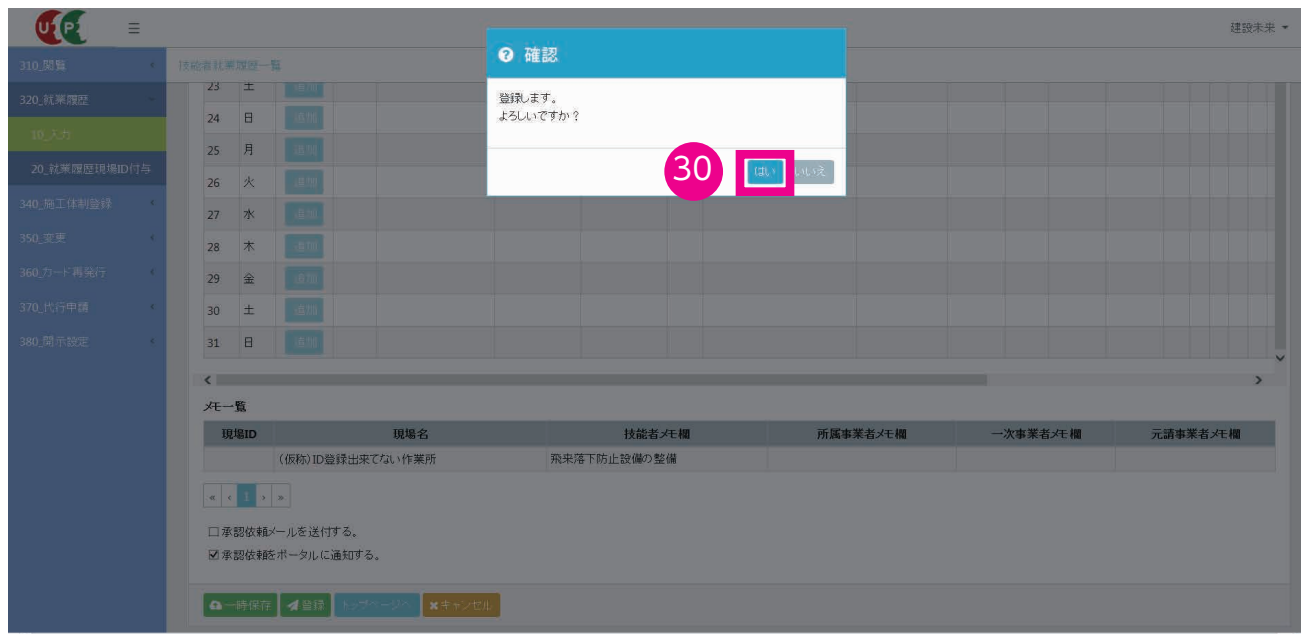 建設未来
確認
登録します。
よろしいですか？
30
はい いいえ
310_閲覧
320_就業履歴
10_入力
20_就業履歴現場ID付与
340_施工体制登録
350_変更
360_カード再発行
370_代行申請
380_開示設定
技能者就業履歴一覧
23 土 追加
24 日 追加
25 月 追加
26 火 追加
27 水 追加
28 木 追加
29 金 追加
30 土 追加
31 日 追加
メモ一覧
現場ID 現場名 技能者メモ欄 所属事業者メモ欄 一次事業者メモ欄 元請事業者メモ欄
(仮称)ID登録出来てない作業所 飛来落下防止設備の整備
« ‹ 1 › »
承認依頼メールを送付する。
承認依頼をポータルに通知する。
一時保存 登録 トップページへ キャンセル